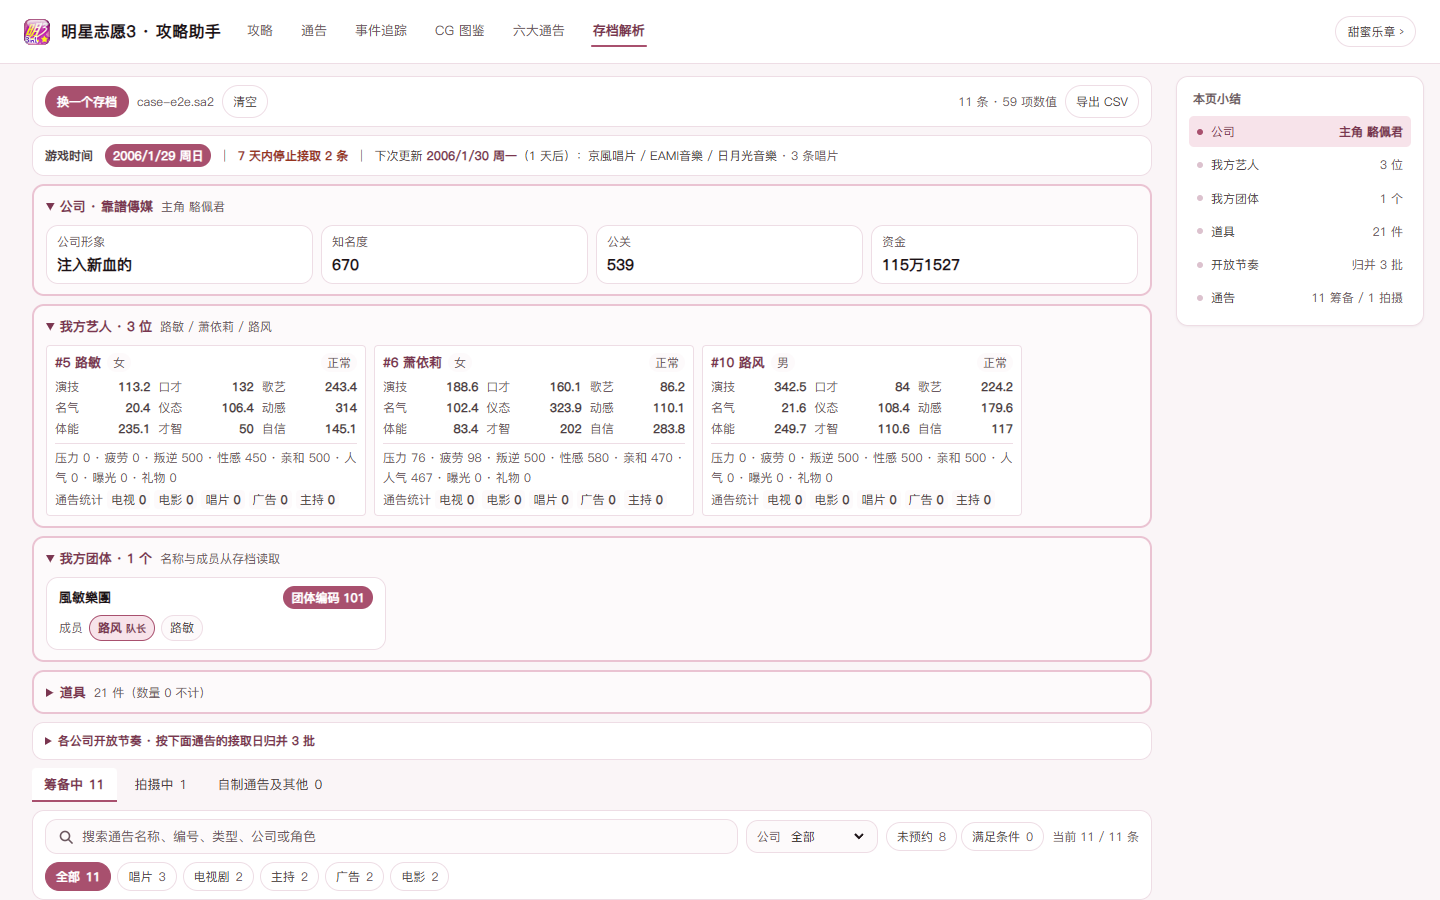 明星志愿3 · 攻略助手 攻略 通告 事件追踪 CG 图鉴 六大通告 存档解析 甜蜜乐章 ›
换一个存档 case-e2e.sa2 清空 11 条 · 59 项数值 导出 CSV
游戏时间 2006/1/29 周日 | 7 天内停止接取 2 条 | 下次更新 2006/1/30 周一（1 天后）: 京風唱片 / EAMI音樂 / 日月光音樂 · 3 条唱片
▼ 公司 · 靠譜傳媒 主角 駱佩君
公司形象 知名度 公关 资金
注入新血的 670 539 115万1527
▼ 我方艺人 · 3 位 路敏 / 萧依莉 / 路风
#5 路敏 女 正常
演技 113.2 口才 132 歌艺 243.4
名气 20.4 仪态 106.4 动感 314
体能 235.1 才智 50 自信 145.1
压力 0 · 疲劳 0 · 叛逆 500 · 性感 450 · 亲和 500 · 人
气 0 · 曝光 0 · 礼物 0
通告统计 电视 0 电影 0 唱片 0 广告 0 主持 0
#6 萧依莉 女 正常
演技 188.6 口才 160.1 歌艺 86.2
名气 102.4 仪态 323.9 动感 110.1
体能 83.4 才智 202 自信 283.8
压力 76 · 疲劳 98 · 叛逆 500 · 性感 580 · 亲和 470 ·
人气 467 · 曝光 0 · 礼物 0
通告统计 电视 0 电影 0 唱片 0 广告 0 主持 0
#10 路风 男 正常
演技 342.5 口才 84 歌艺 224.2
名气 21.6 仪态 108.4 动感 179.6
体能 249.7 才智 110.6 自信 117
压力 0 · 疲劳 0 · 叛逆 500 · 性感 500 · 亲和 500 · 人
气 0 · 曝光 0 · 礼物 0
通告统计 电视 0 电影 0 唱片 0 广告 0 主持 0
▼ 我方团体 · 1 个 名称与成员从存档读取
風敏樂團 团体编码 101
成员 路风 队长 路敏
▶ 道具 21 件（数量 0 不计）
▶ 各公司开放节奏 · 按下面通告的接取日归并 3 批
筹备中 11 拍摄中 1 自制通告及其他 0
搜索通告名称、编号、类型、公司或角色 公司 全部 未预约 8 满足条件 0 当前 11 / 11 条
全部 11 唱片 3 电视剧 2 主持 2 广告 2 电影 2
本页小结
公司 主角 駱佩君
我方艺人 3 位
我方团体 1 个
道具 21 件
开放节奏 归并 3 批
通告 11 筹备 / 1 拍摄